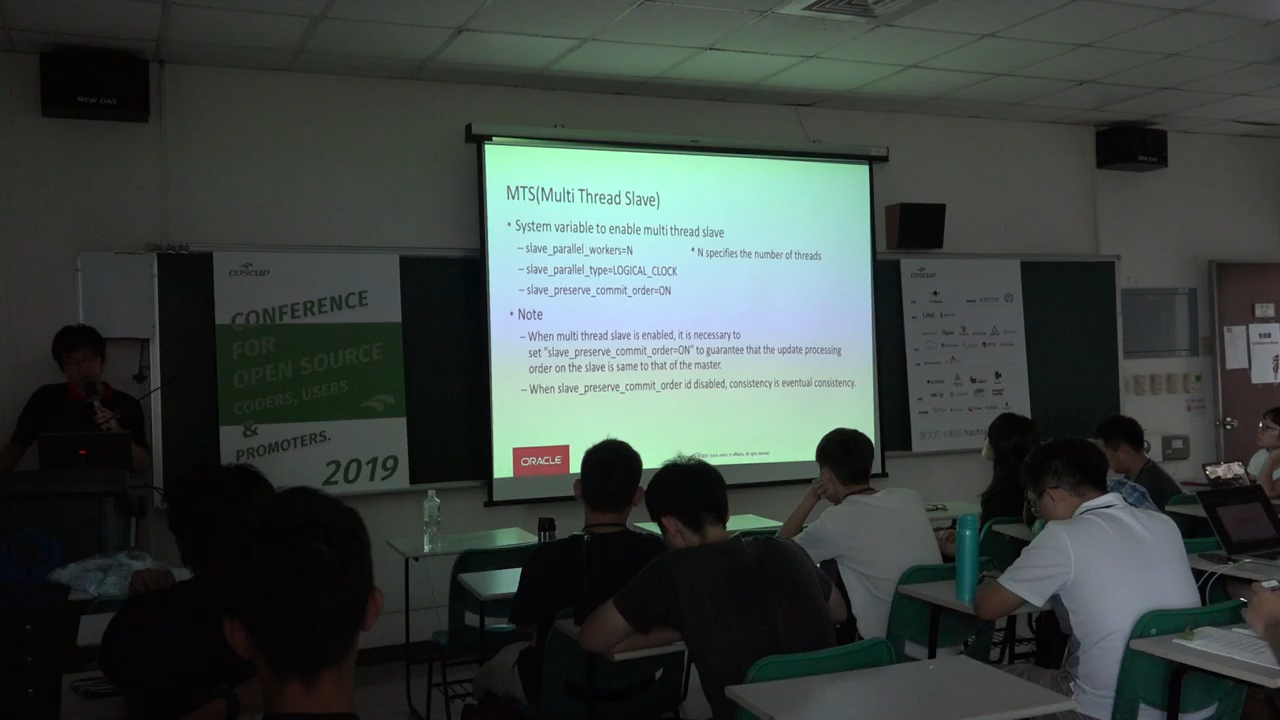 COSCUP
CONFERENCE
FOR
OPEN SOURCE
CODERS, USERS
&
PROMOTERS.
2019
MTS(Multi Thread Slave)
• System variable to enable multi thread slave
– slave_parallel_workers=N * N specifies the number of threads
– slave_parallel_type=LOGICAL_CLOCK
– slave_preserve_commit_order=ON
• Note
– When multi thread slave is enabled, it is necessary to
set "slave_preserve_commit_order=ON" to guarantee that the update processing
order on the slave is same to that of the master.
– When slave_preserve_commit_order id disabled, consistency is eventual consistency.
ORACLE
COSCUP